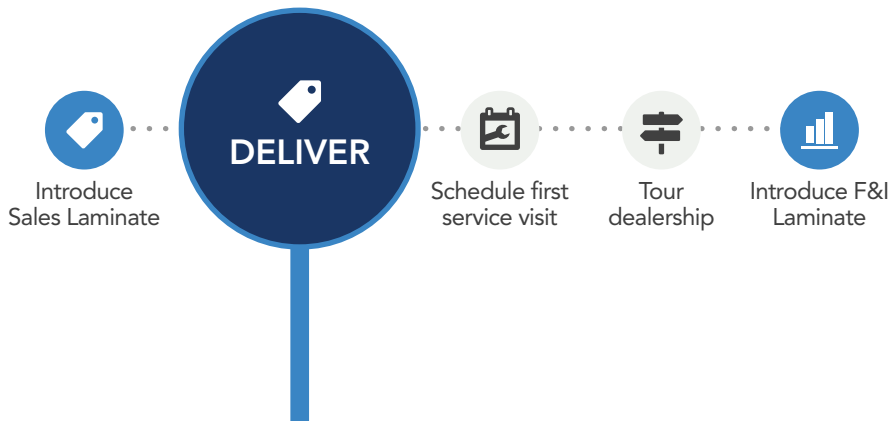 DELIVER
Introduce
Sales Laminate
Schedule first
service visit
Tour
dealership
Introduce F&I
Laminate